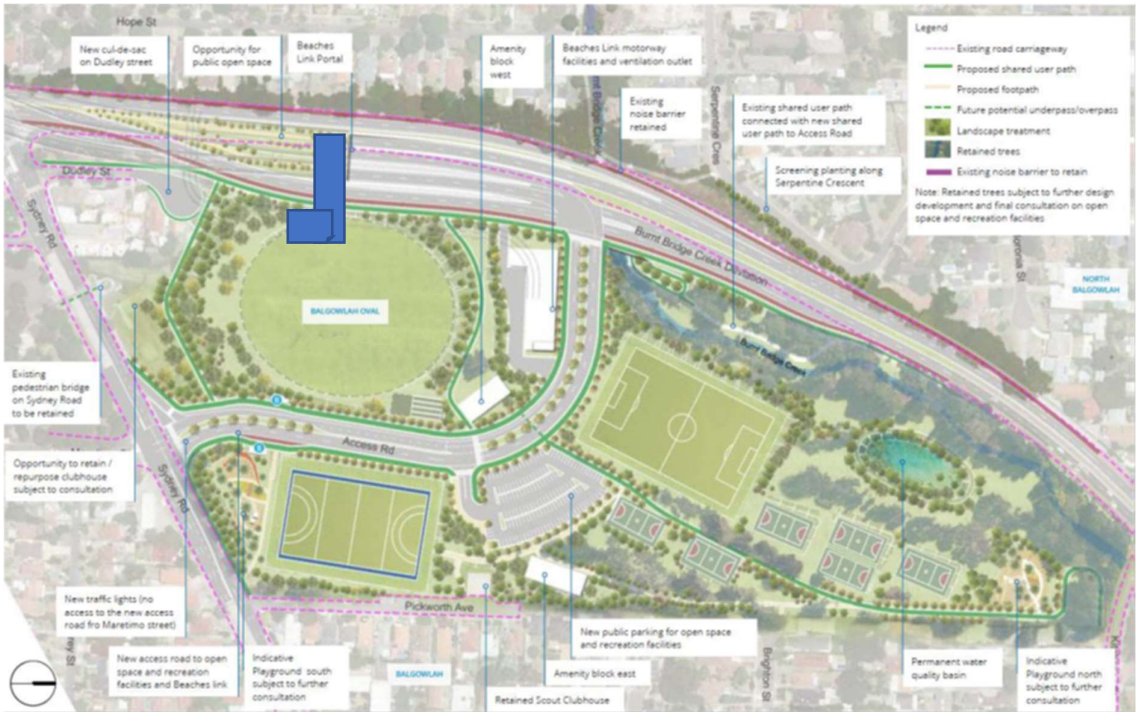 Hope St
New cul-de-sac
on Dudley street
Opportunity for
public open space
Beaches
Link Portal
Amenity
block
west
Beaches Link motorway
facilities and ventilation outlet
Existing
noise barrier
retained
Serpentine Cres
Existing shared user path
connected with new shared
user path to Access Road
Screening planting along
Serpentine Crescent
Legend
Existing road carriageway
Proposed shared user path
Proposed footpath
Future potential underpass/overpass
Landscape treatment
Retained trees
Existing noise barrier to retain
Note: Retained trees subject to further design
development and final consultation on open
space and recreation facilities
Dudley St
Sydney Rd
Burnt Bridge Creek Deviation
NORTH
BALGOWLAH
BALGOWLAH OVAL
Burnt Bridge Creek
Existing
pedestrian bridge
on Sydney Road
to be retained
Access Rd
Opportunity to retain /
repurpose clubhouse
subject to consultation
Sydney Rd
New traffic lights (no
access to the new access
road fro Maretimo street)
Pickworth Ave
New public parking for open space
and recreation facilities
New access road to open
space and recreation
facilities and Beaches link
Indicative
Playground south
subject to further
consultation
BALGOWLAH
Amenity block east
Retained Scout Clubhouse
Brighton St
Permanent water
quality basin
Indicative
Playground north
subject to further
consultation